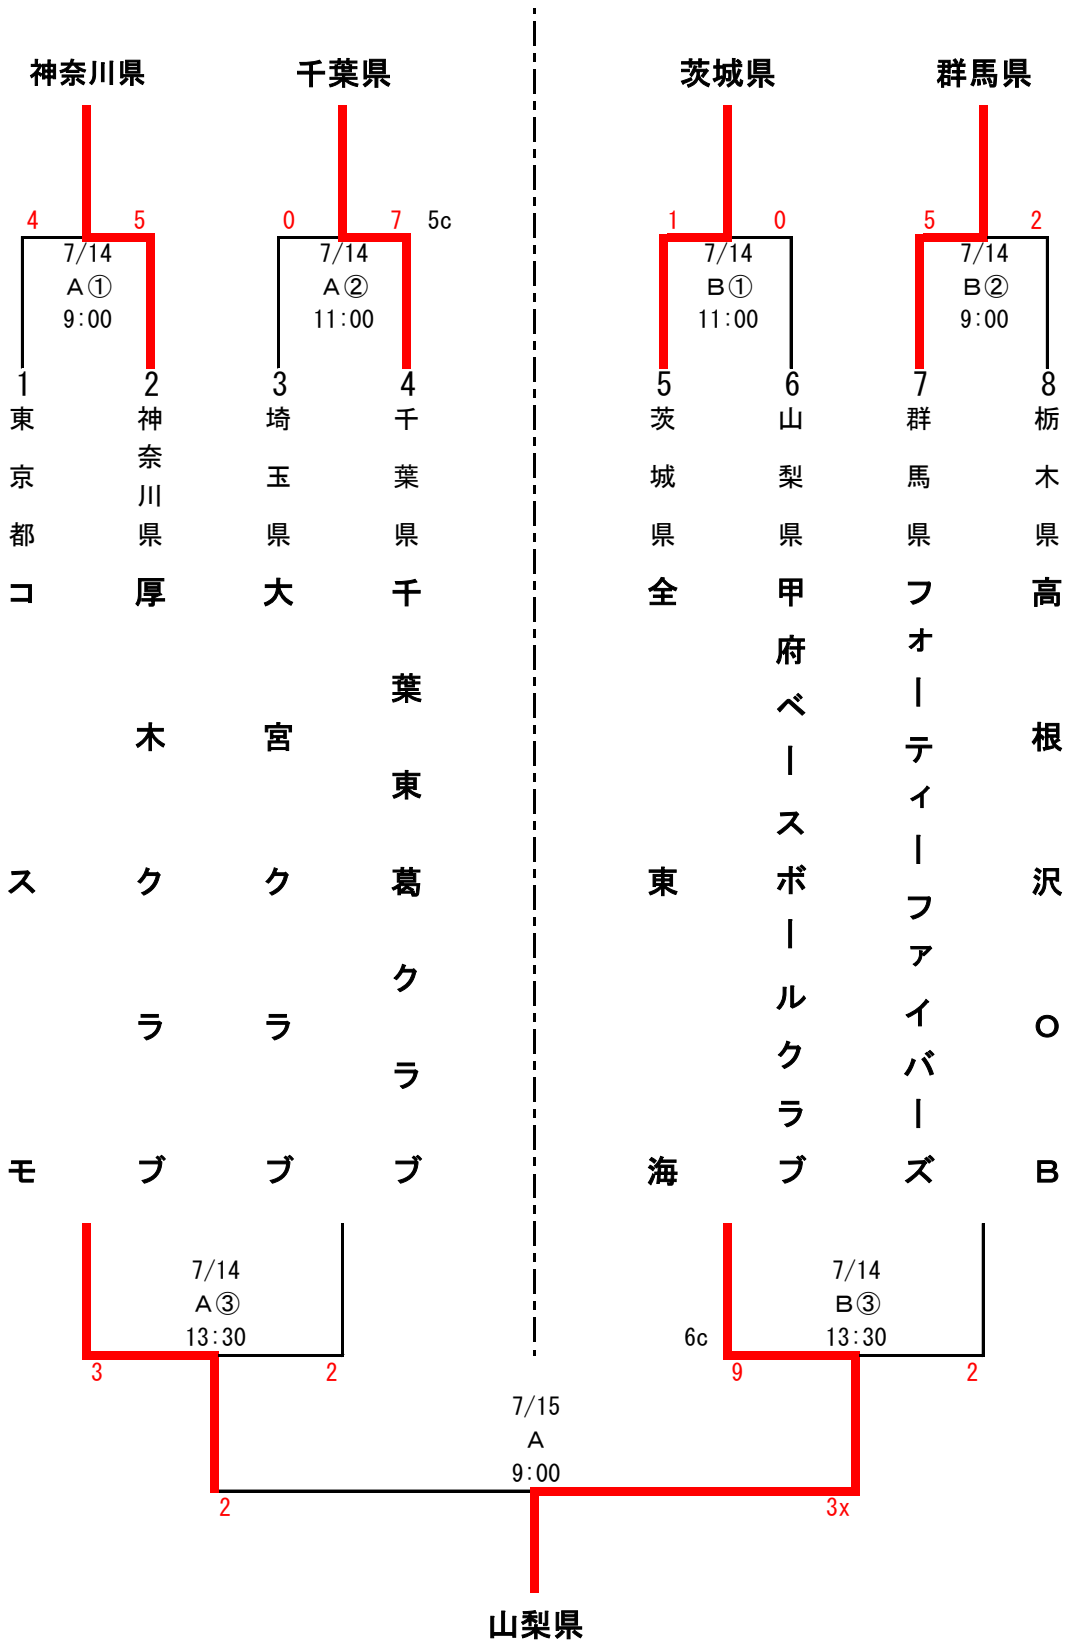 神奈川県 千葉県 茨城県 群馬県
4 5 0 7 5c 1 0 5 2
7/14 7/14 7/14 7/14
A① A② B① B②
9:00 11:00 11:00 9:00
1 2 3 4 5 6 7 8
東京都
コスモ
神奈川県
厚木クラブ
埼玉県
大宮クラブ
千葉県
千葉東葛クラブ
茨城県
全東海
山梨県
甲府ベースボールクラブ
群馬県
フォーティーファイバーズ
栃木県
高根沢OB
7/14 7/14
A③ B③
13:30 6c 13:30
3 2 9 2
7/15
A
9:00
2 3x
山梨県